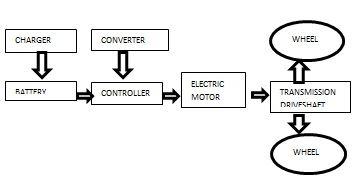 CHARGER
CONVERTER
WHEEL
BATTERY
CONTROLLER
ELECTRIC
MOTOR
TRANSMISSION
DRIVESHAFT
WHEEL